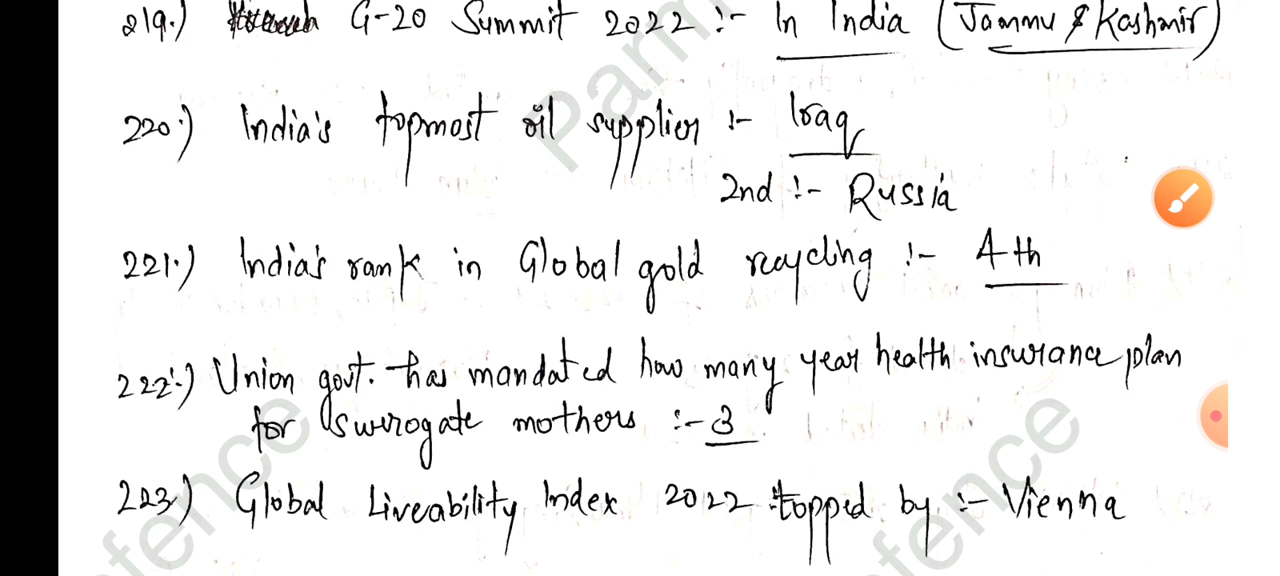 219.) G-20 Summit 2022 :- In India (Jammu & Kashmir)
220.) India's topmost oil supplier :- Iraq
2nd :- Russia
221.) India's rank in Global gold recycling :- 4th
222.) Union govt. has mandated how many year health insurance plan
for surrogate mothers :- 3
223) Global Liveability Index 2022 topped by :- Vienna